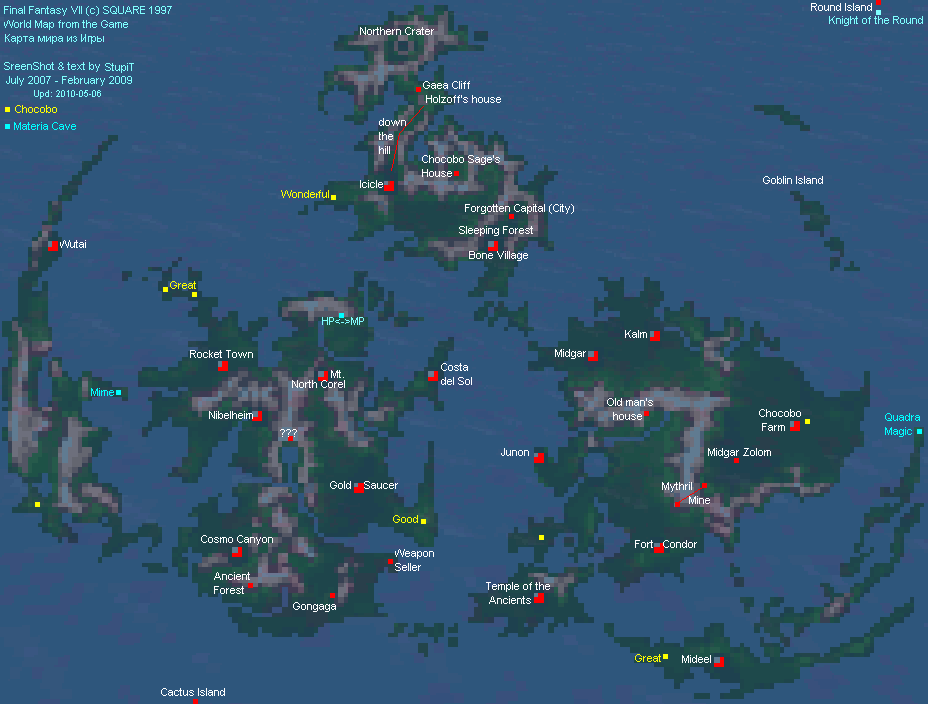 Final Fantasy VII (c) SQUARE 1997
World Map from the Game
Карта мира из Игры
SreenShot & text by StupiT
July 2007 - February 2009
Upd: 2010-05-06
Chocobo
Materia Cave
Round Island
Knight of the Round
Northern Crater
Gaea Cliff
Holzoff's house
down
the
hill
Chocobo Sage's
House
Icicle
Wonderful
Goblin Island
Forgotten Capital (City)
Sleeping Forest
Bone Village
Wutai
Great
HP<->MP
Kalm
Midgar
Rocket Town
Mt.
North Corel
Costa
del Sol
Mime
Nibelheim
Old man's
house
Chocobo
Farm
Quadra
Magic
???
Junon
Midgar Zolom
Gold Saucer
Mythril
Mine
Good
Cosmo Canyon
Weapon
Seller
Fort Condor
Ancient
Forest
Gongaga
Temple of the
Ancients
Great
Mideel
Cactus Island